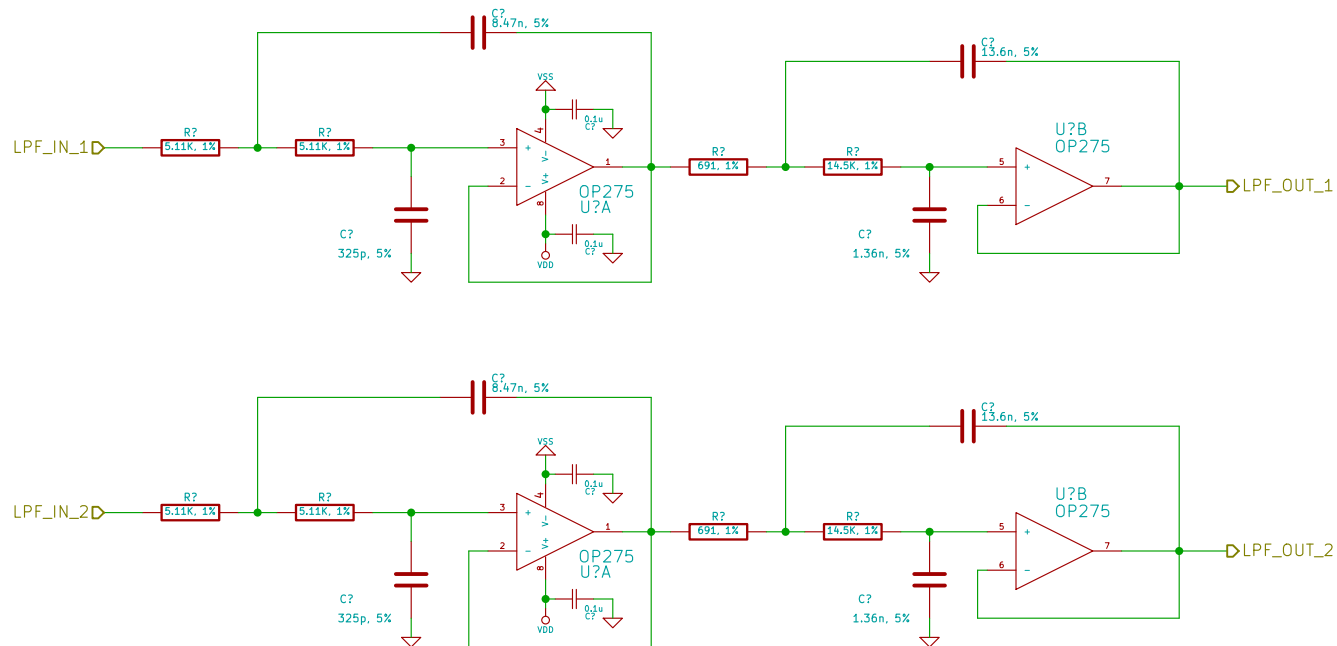 C?
8.47n, 5%
C?
13.6n, 5%
VSS
4
0.1u
C?
LPF_IN_1
R?
5.11K, 1%
R?
5.11K, 1%
3
+
V-
1
2
−
V+
8
OP275
U?A
0.1u
C?
VDD
C?
325p, 5%
R?
691, 1%
R?
14.5K, 1%
U?B
OP275
5
+
7
6
−
LPF_OUT_1
C?
1.36n, 5%
C?
8.47n, 5%
C?
13.6n, 5%
VSS
4
0.1u
C?
LPF_IN_2
R?
5.11K, 1%
R?
5.11K, 1%
3
+
V-
1
2
−
V+
8
OP275
U?A
0.1u
C?
VDD
C?
325p, 5%
R?
691, 1%
R?
14.5K, 1%
U?B
OP275
5
+
7
6
−
LPF_OUT_2
C?
1.36n, 5%